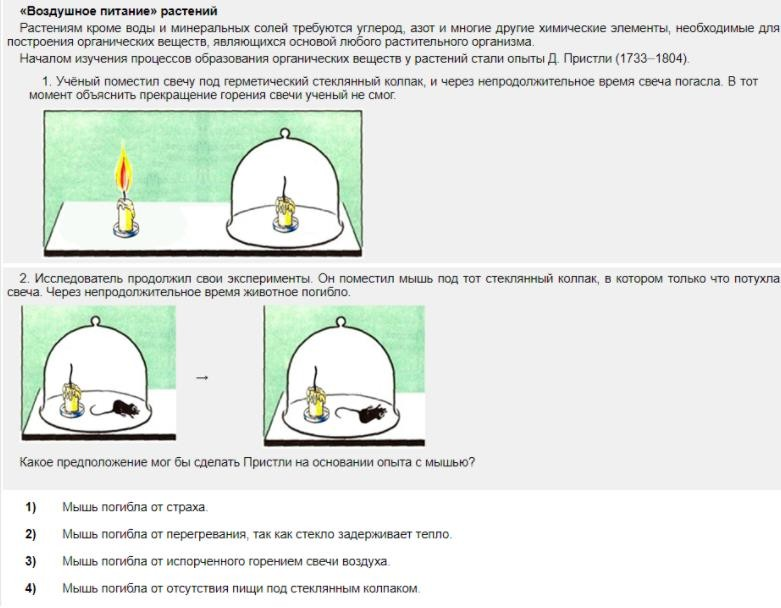 «Воздушное питание» растений
Растениям кроме воды и минеральных солей требуются углерод, азот и многие другие химические элементы, необходимые для
построения органических веществ, являющихся основой любого растительного организма.
Началом изучения процессов образования органических веществ у растений стали опыты Д. Пристли (1733–1804).
1. Учёный поместил свечу под герметический стеклянный колпак, и через непродолжительное время свеча погасла. В тот
момент объяснить прекращение горения свечи ученый не смог.
2. Исследователь продолжил свои эксперименты. Он поместил мышь под тот стеклянный колпак, в котором только что потухла
свеча. Через непродолжительное время животное погибло.
→
Какое предположение мог бы сделать Пристли на основании опыта с мышью?
1) Мышь погибла от страха.
2) Мышь погибла от перегревания, так как стекло задерживает тепло.
3) Мышь погибла от испорченного горением свечи воздуха.
4) Мышь погибла от отсутствия пищи под стеклянным колпаком.